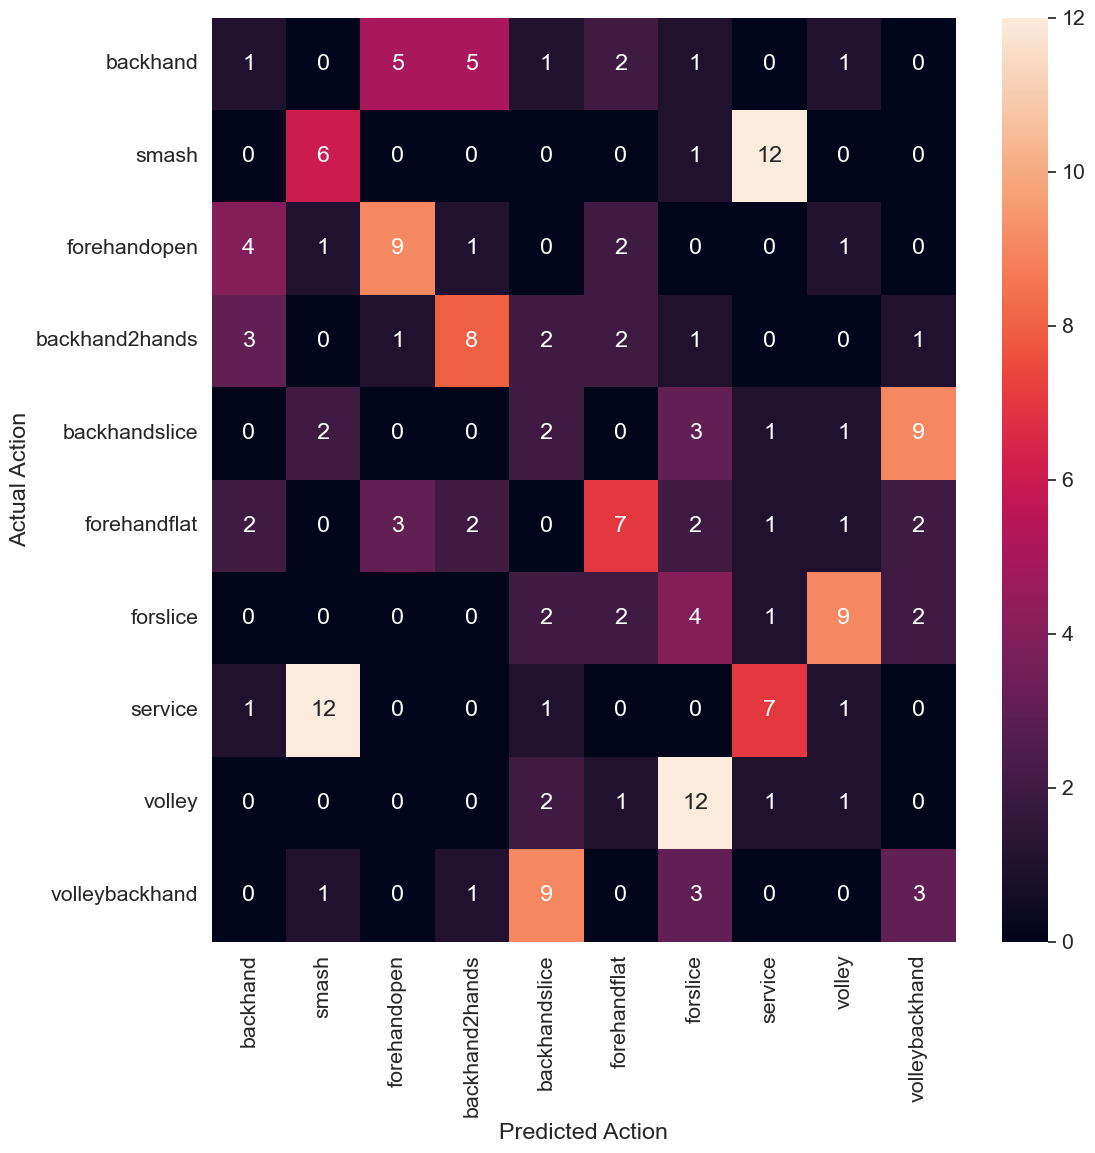 backhand 1 0 5 5 1 2 1 0 1 0
smash 0 6 0 0 0 0 1 12 0 0
forehandopen 4 1 9 1 0 2 0 0 1 0
backhand2hands 3 0 1 8 2 2 1 0 0 1
backhandslice 0 2 0 0 2 0 3 1 1 9
forehandflat 2 0 3 2 0 7 2 1 1 2
forslice 0 0 0 0 2 2 4 1 9 2
service 1 12 0 0 1 0 0 7 1 0
volley 0 0 0 0 2 1 12 1 1 0
volleybackhand 0 1 0 1 9 0 3 0 0 3
Actual Action
backhand
smash
forehandopen
backhand2hands
backhandslice
forehandflat
forslice
service
volley
volleybackhand
Predicted Action
12
10
8
6
4
2
0